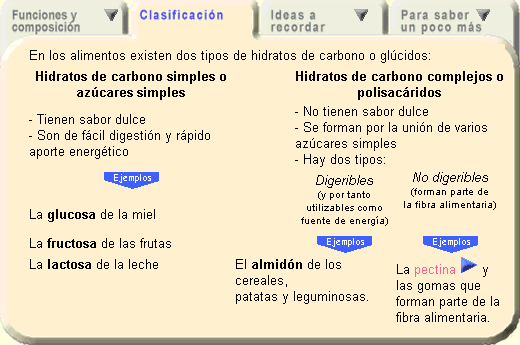 Funciones y
composición
Clasificación
Ideas a
recordar
Para saber
un poco más
En los alimentos existen dos tipos de hidratos de carbono o glúcidos:
Hidratos de carbono simples o
azúcares simples
- Tienen sabor dulce
- Son de fácil digestión y rápido
aporte energético
Ejemplos
La glucosa de la miel
La fructosa de las frutas
La lactosa de la leche
Hidratos de carbono complejos o
polisacáridos
- No tienen sabor dulce
- Se forman por la unión de varios
azúcares simples
- Hay dos tipos:
Digeribles
(y por tanto
utilizables como
fuente de energía)
Ejemplos
El almidón de los
cereales,
patatas y leguminosas.
No digeribles
(forman parte de
la fibra alimentaria)
Ejemplos
La pectina y
las gomas que
forman parte de la
fibra alimentaria.